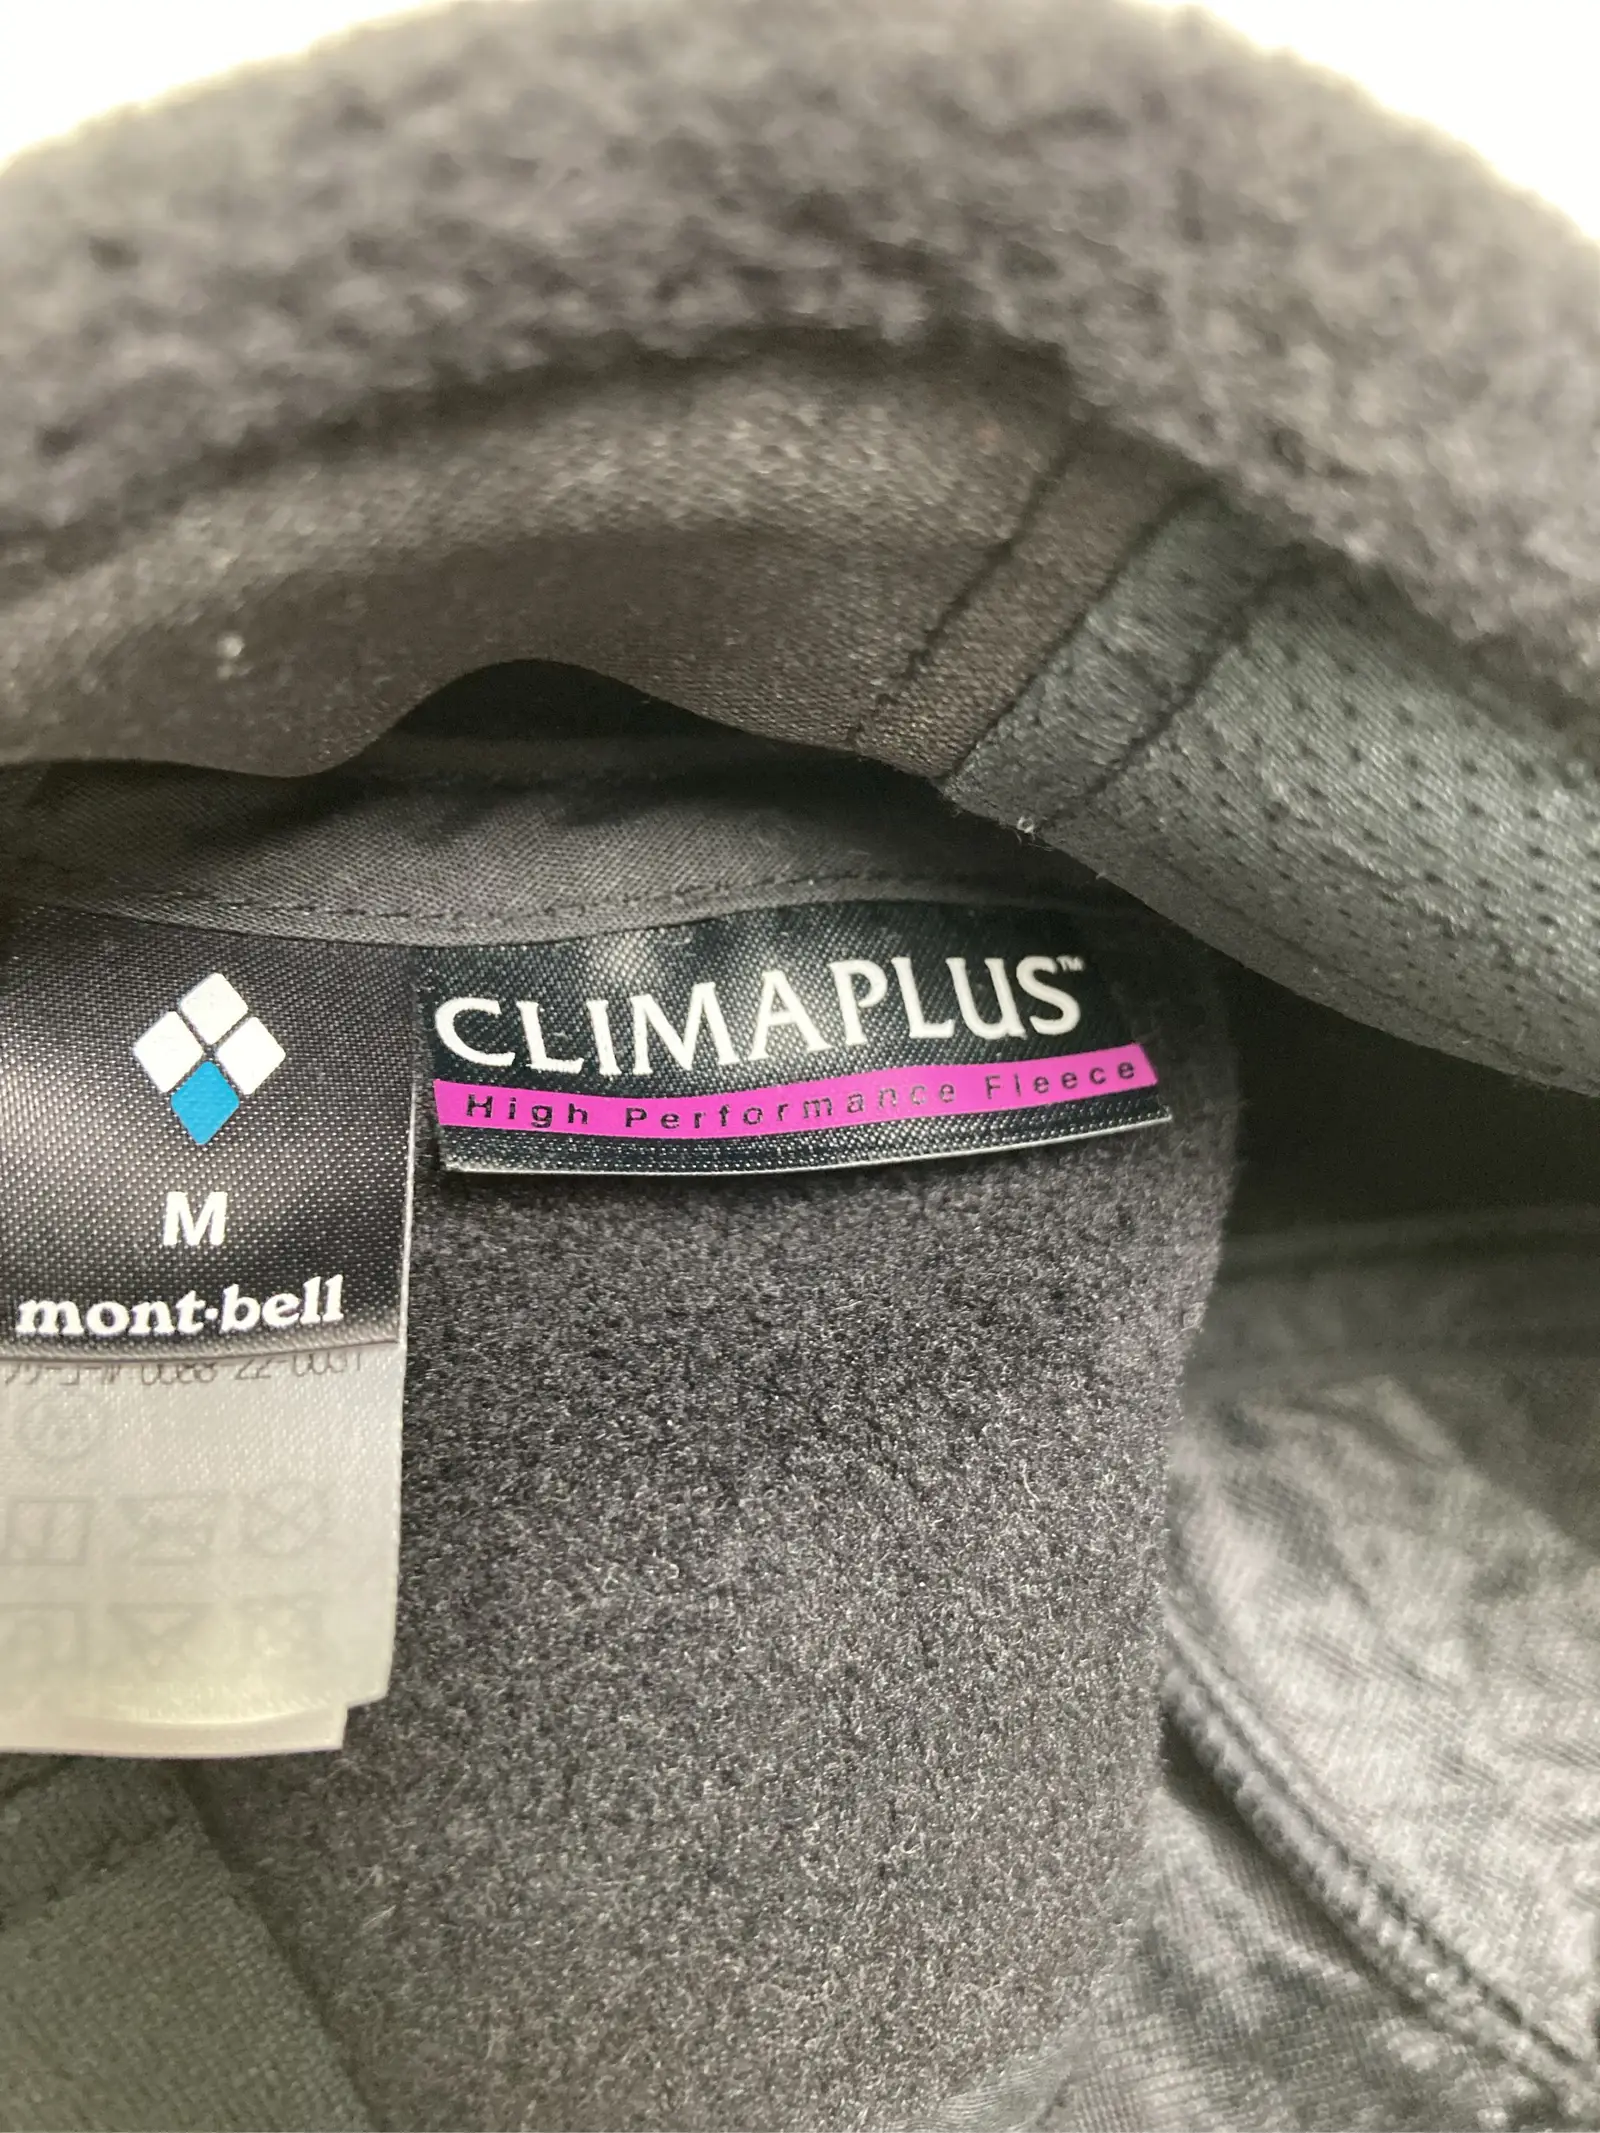 CLIMAPLUS™
High Performance Fleece
M
mont-bell